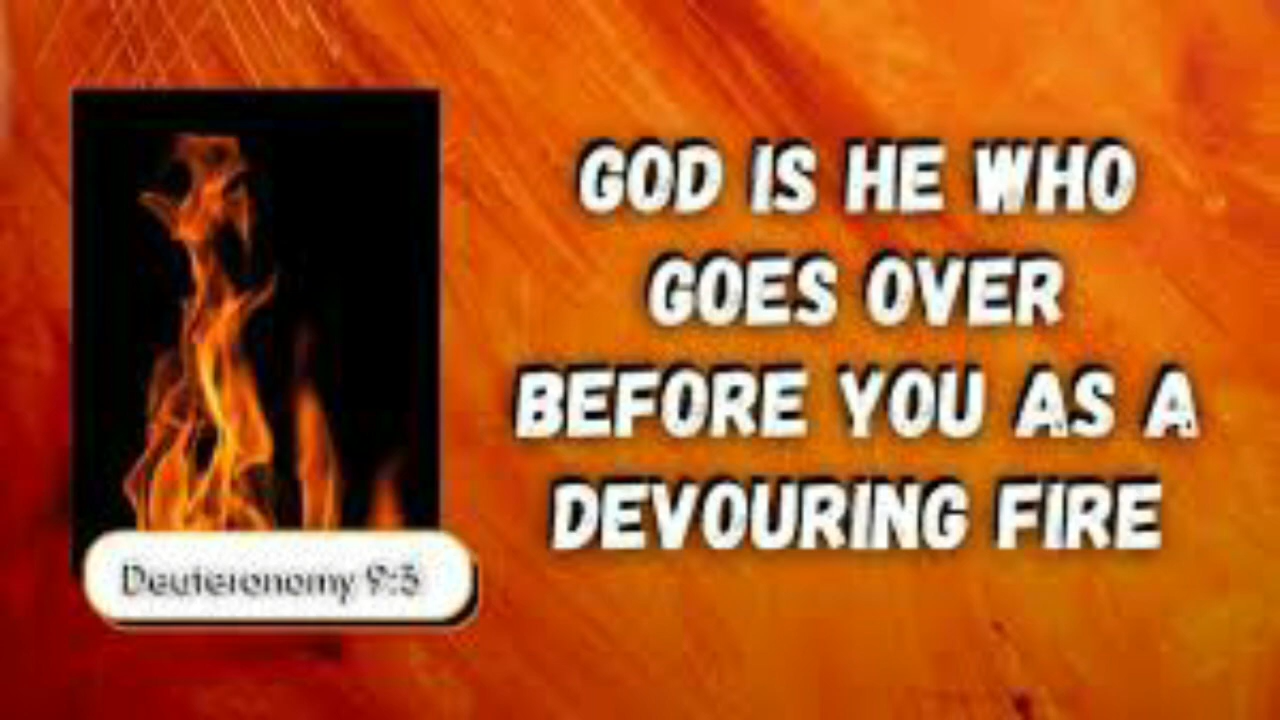 GOD IS HE WHO
GOES OVER
BEFORE YOU AS A
DEVOURING FIRE
Deuteronomy 9:3